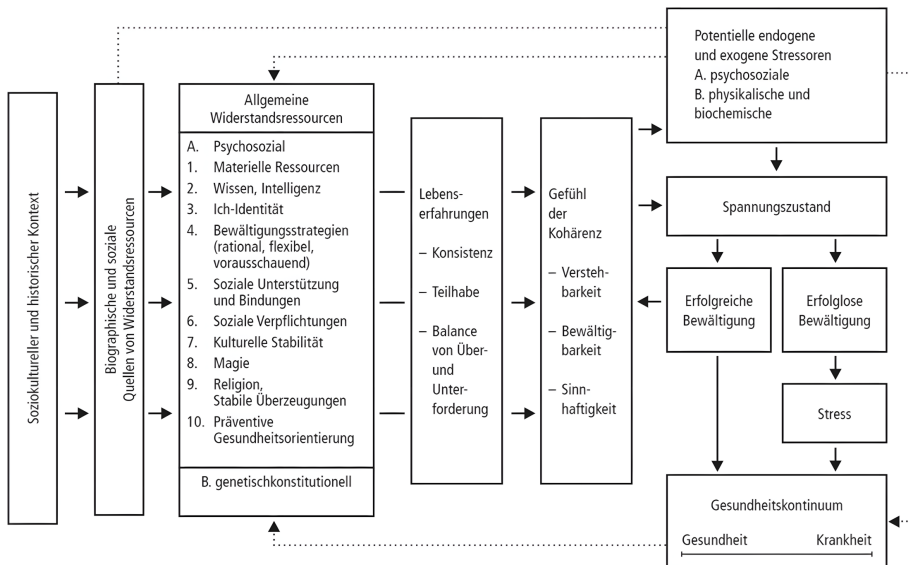 Soziokultureller und historischer Kontext
Biographische und soziale
Quellen von Widerstandsressourcen
Allgemeine
Widerstandsressourcen
A. Psychosozial
1. Materielle Ressourcen
2. Wissen, Intelligenz
3. Ich-Identität
4. Bewältigungsstrategien
(rational, flexibel,
vorausschauend)
5. Soziale Unterstützung
und Bindungen
6. Soziale Verpflichtungen
7. Kulturelle Stabilität
8. Magie
9. Religion,
Stabile Überzeugungen
10. Präventive
Gesundheitsorientierung
B. genetischkonstitutionell
Lebens-
erfahrungen
– Konsistenz
– Teilhabe
– Balance
von Über-
und
Unter-
forderung
Gefühl
der
Kohärenz
– Versteh-
barkeit
– Bewältig-
barkeit
– Sinn-
haftigkeit
Potentielle endogene
und exogene Stressoren
A. psychosoziale
B. physikalische und
biochemische
Spannungszustand
Erfolgreiche
Bewältigung
Erfolglose
Bewältigung
Stress
Gesundheitskontinuum
Gesundheit Krankheit